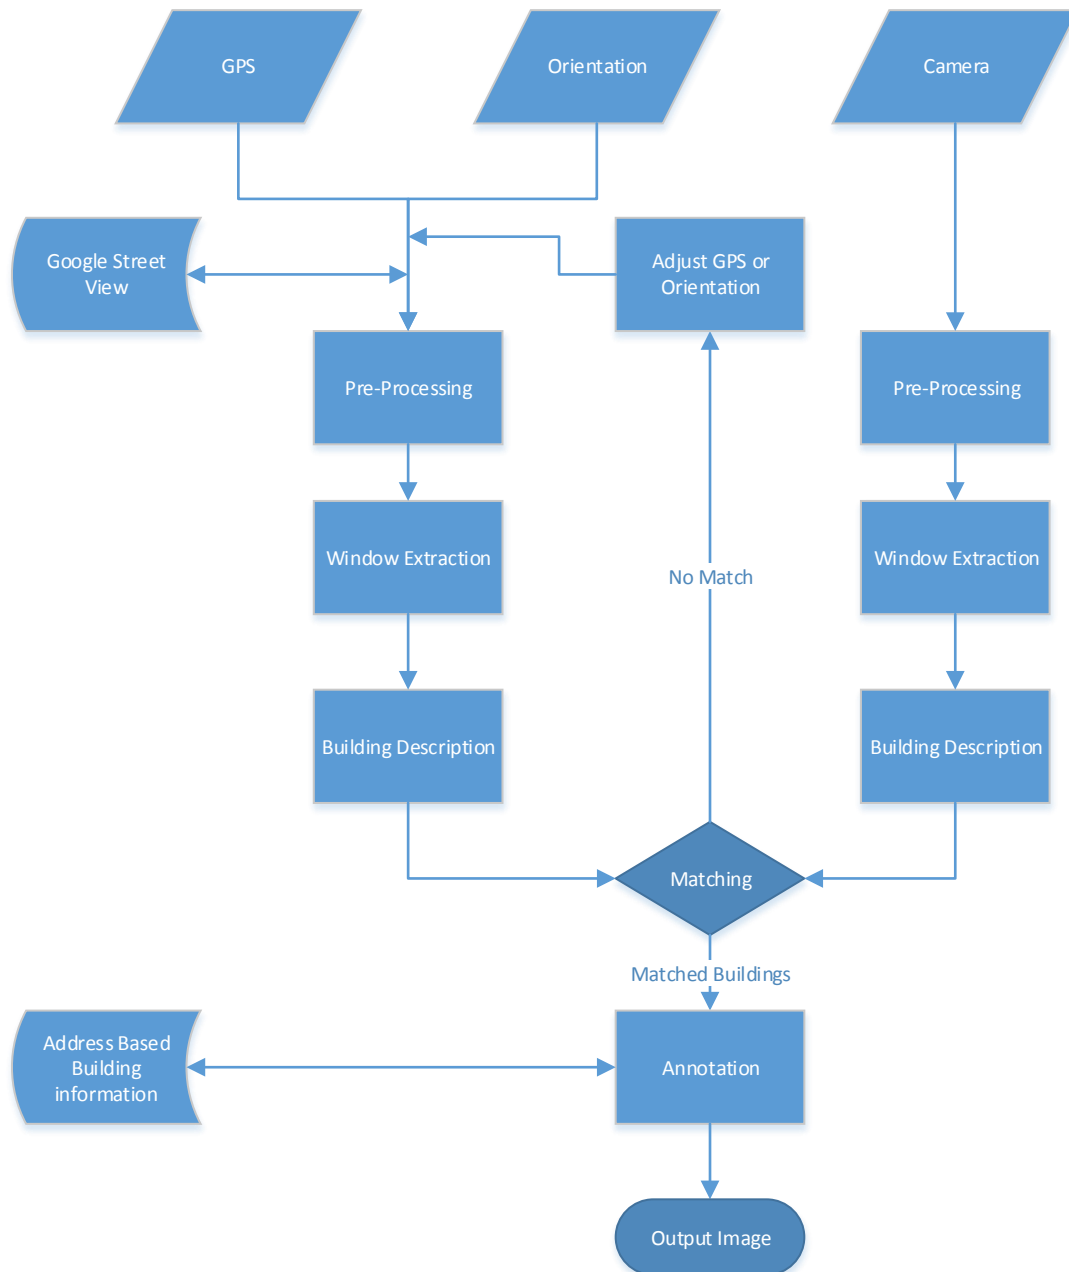 GPS
Orientation
Camera
Google Street
View
Adjust GPS or
Orientation
Pre-Processing
Pre-Processing
Window Extraction
No Match
Window Extraction
Building Description
Building Description
Matching
Matched Buildings
Address Based
Building
information
Annotation
Output Image